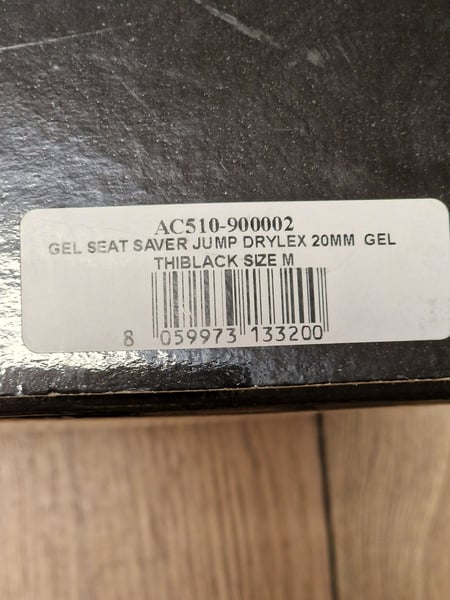 AC510-900002
GEL SEAT SAVER JUMP DRYLEX 20MM GEL
THIBLACK SIZE M
8 059973 133200